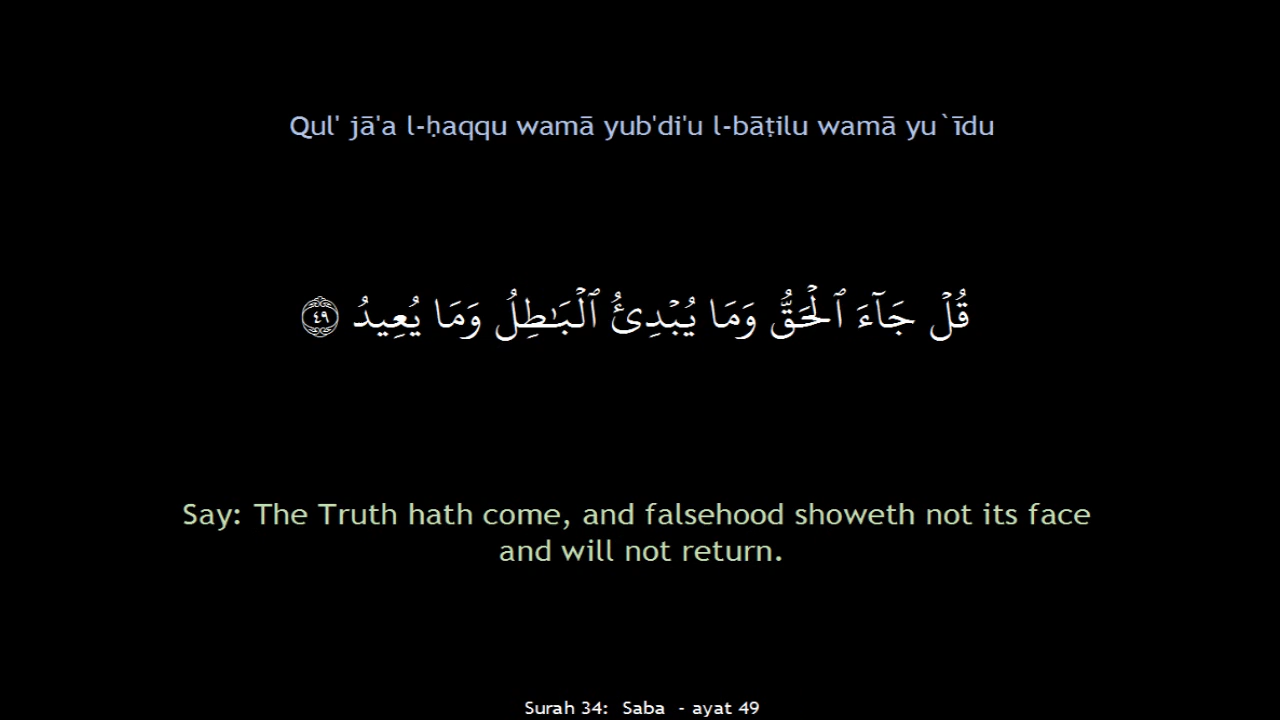 Qul' jā'a l-ḥaqqu wamā yub'di'u l-bāṭilu wamā yu`īdu
قُلۡ جَآءَ ٱلۡحَقُّ وَمَا يُبۡدِئُ ٱلۡبَـٰطِلُ وَمَا يُعِيدُ ٤٩
Say: The Truth hath come, and falsehood showeth not its face
and will not return.
Surah 34: Saba - ayat 49